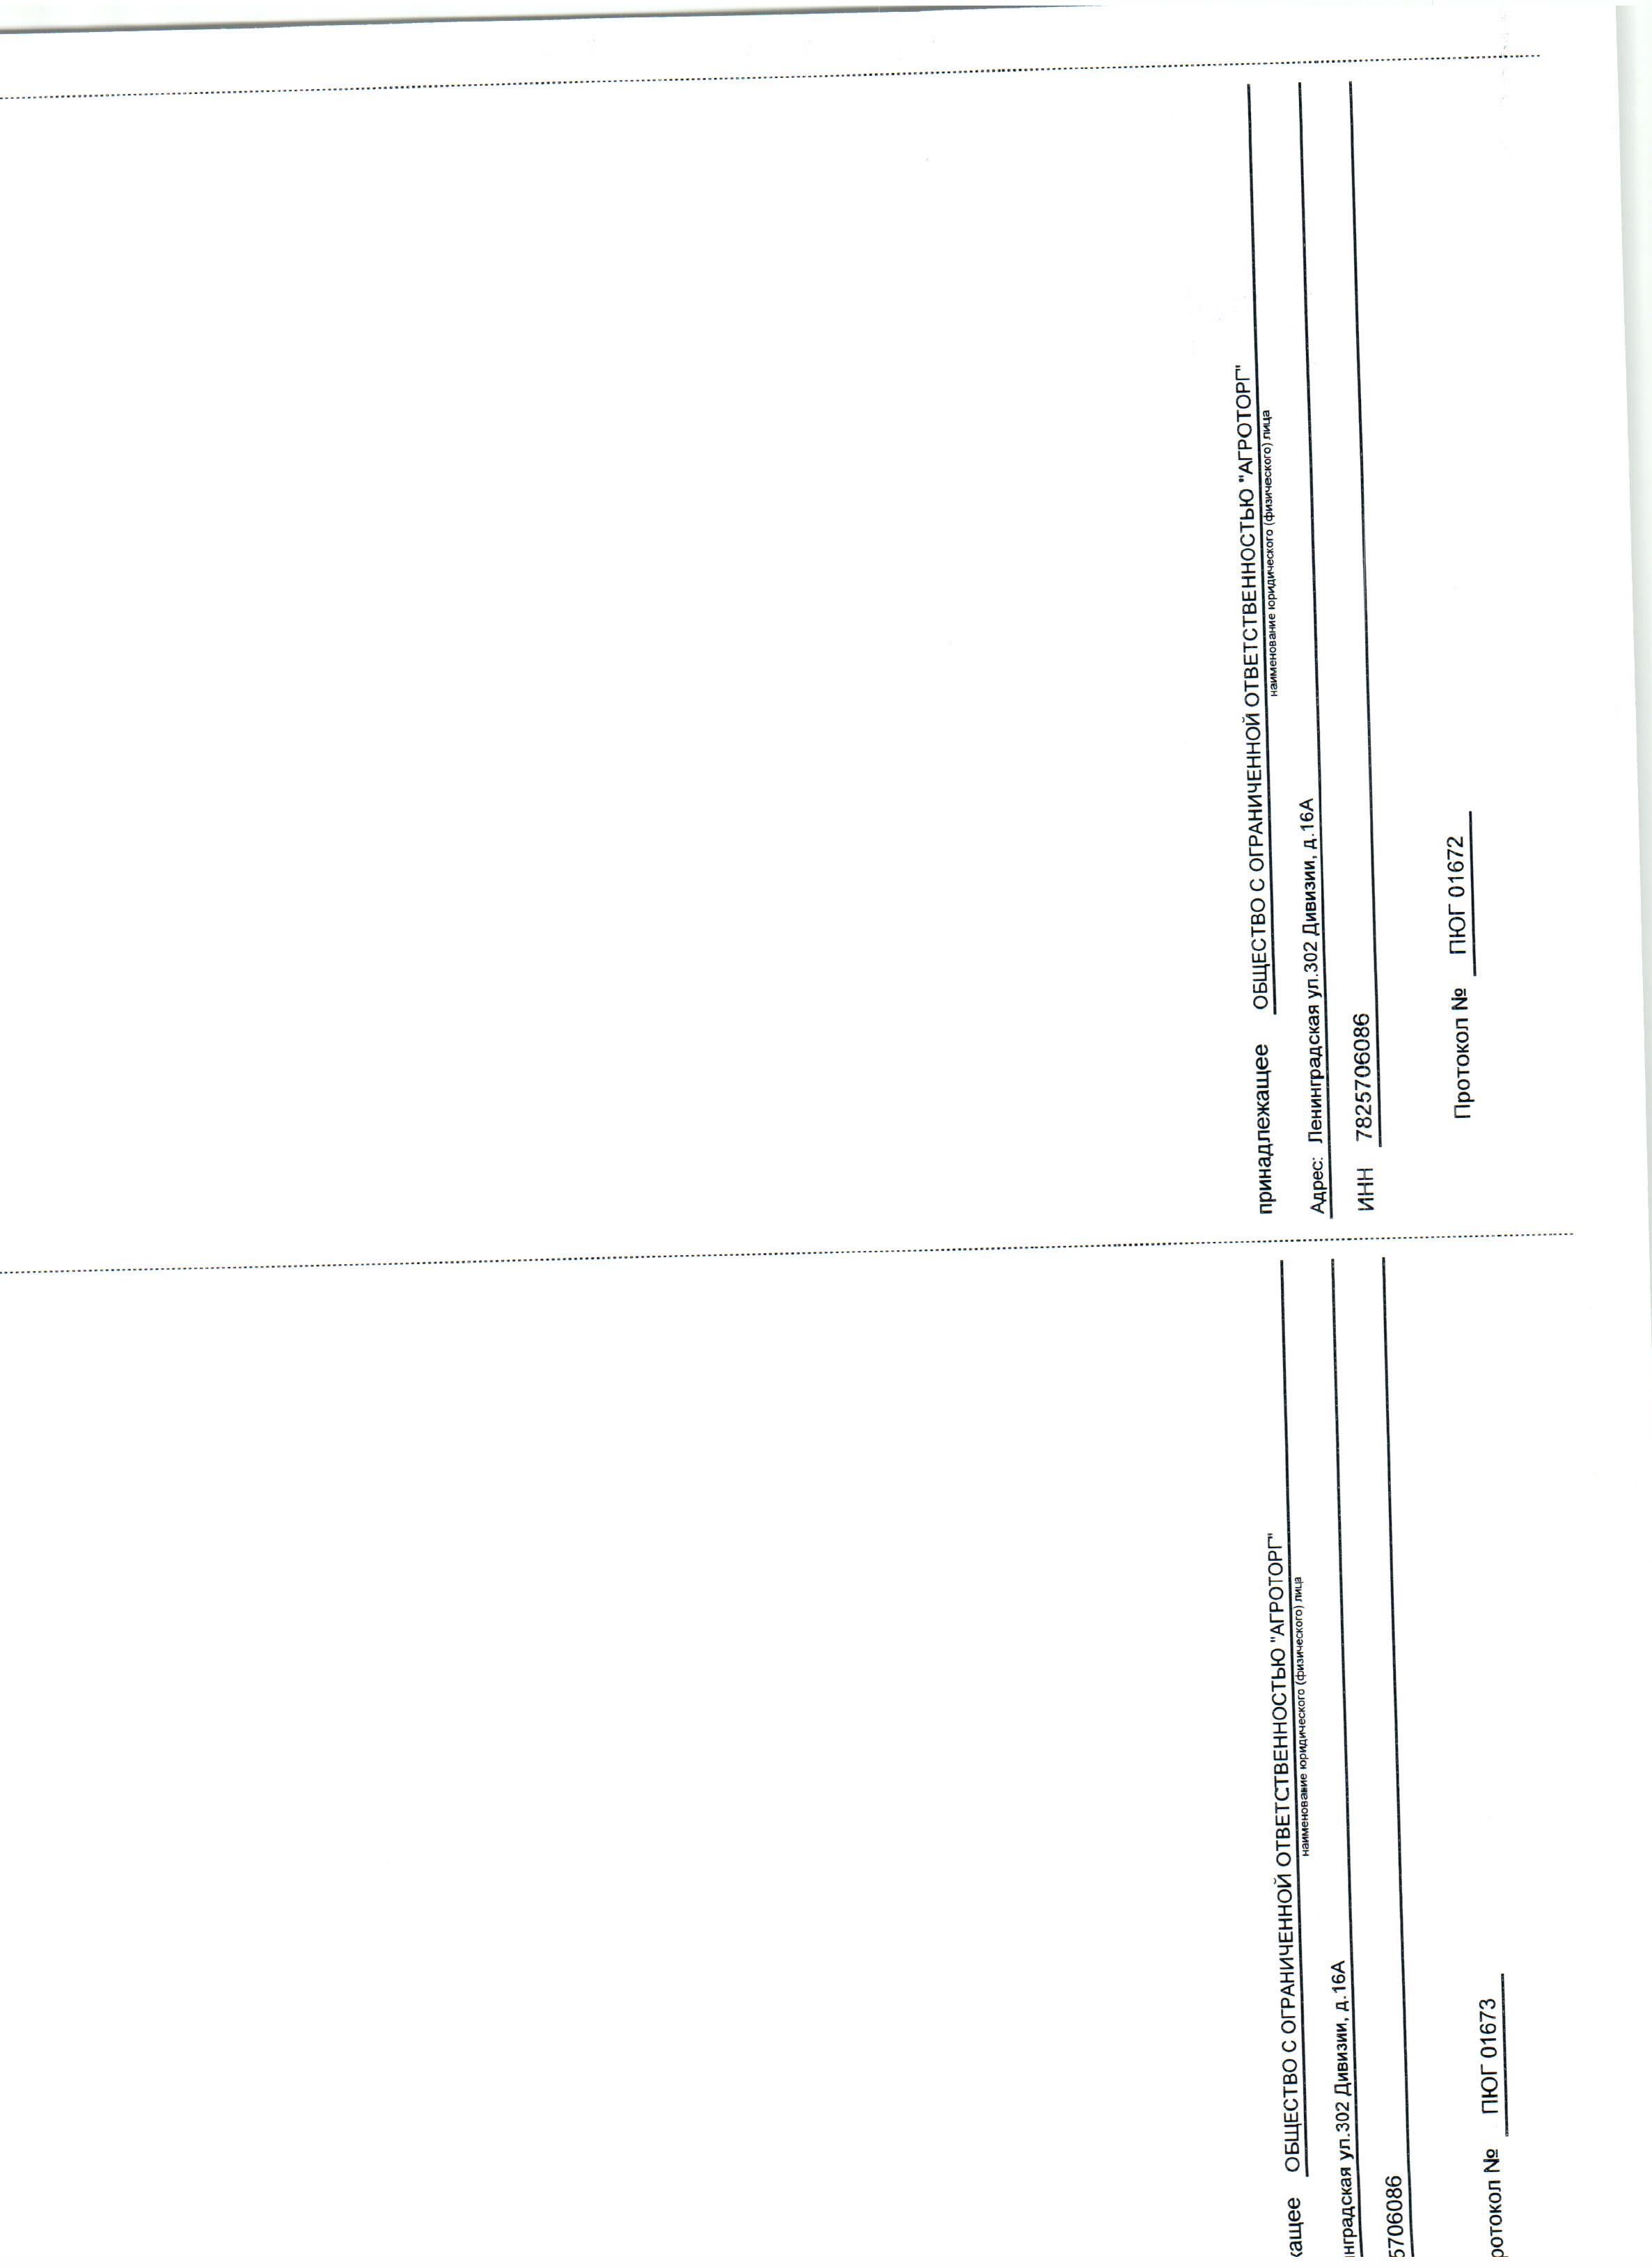 кащее ОБЩЕСТВО С ОГРАНИЧЕННОЙ ОТВЕТСТВЕННОСТЬЮ "АГРОТОРГ"
наименование юридического (физического) лица
нградская ул.302 Дивизии, д.16А
5706086
ротокол № ПЮГ 01673
принадлежащее ОБЩЕСТВО С ОГРАНИЧЕННОЙ ОТВЕТСТВЕННОСТЬЮ "АГРОТОРГ"
наименование юридического (физического) лица
Адрес: Ленинградская ул.302 Дивизии, д.16А
ИНН 7825706086
Протокол № ПЮГ 01672